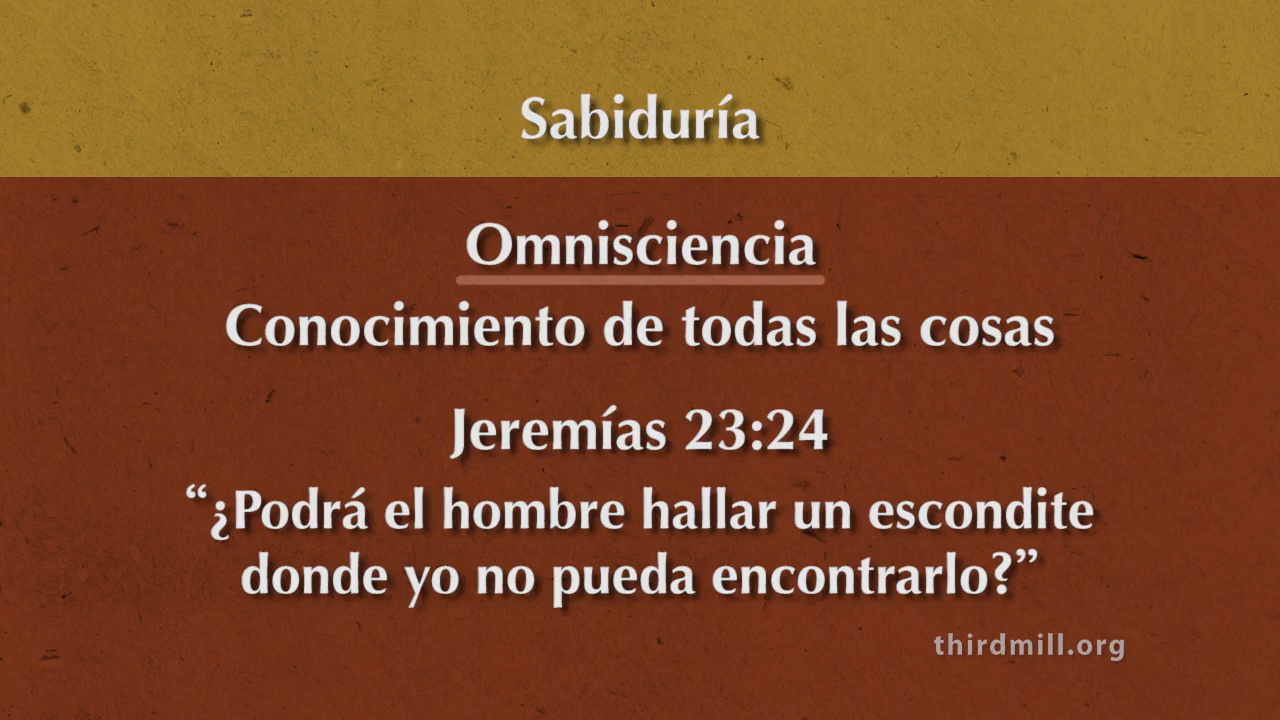 Sabiduría
Omnisciencia
Conocimiento de todas las cosas
Jeremías 23:24
“¿Podrá el hombre hallar un escondite
donde yo no pueda encontrarlo?”
thirdmill.org